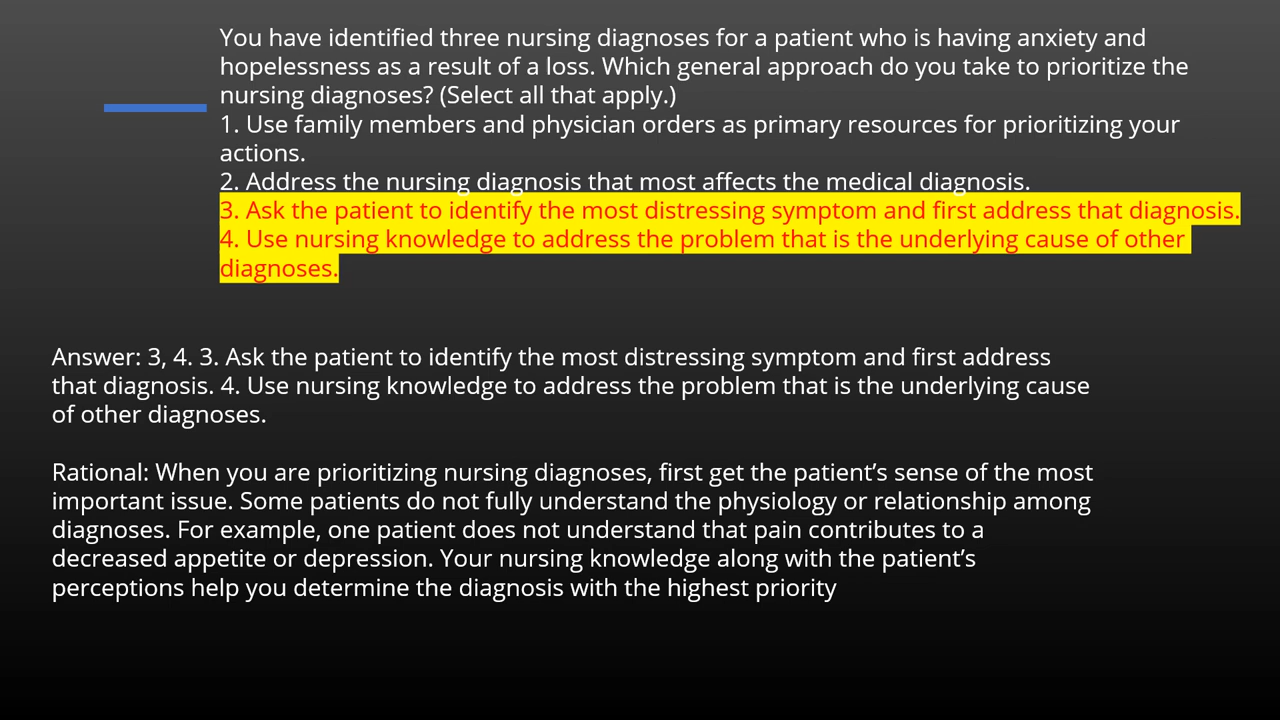 You have identified three nursing diagnoses for a patient who is having anxiety and
hopelessness as a result of a loss. Which general approach do you take to prioritize the
nursing diagnoses? (Select all that apply.)
1. Use family members and physician orders as primary resources for prioritizing your
actions.
2. Address the nursing diagnosis that most affects the medical diagnosis.
3. Ask the patient to identify the most distressing symptom and first address that diagnosis.
4. Use nursing knowledge to address the problem that is the underlying cause of other
diagnoses.
Answer: 3, 4. 3. Ask the patient to identify the most distressing symptom and first address
that diagnosis. 4. Use nursing knowledge to address the problem that is the underlying cause
of other diagnoses.
Rational: When you are prioritizing nursing diagnoses, first get the patient’s sense of the most
important issue. Some patients do not fully understand the physiology or relationship among
diagnoses. For example, one patient does not understand that pain contributes to a
decreased appetite or depression. Your nursing knowledge along with the patient’s
perceptions help you determine the diagnosis with the highest priority